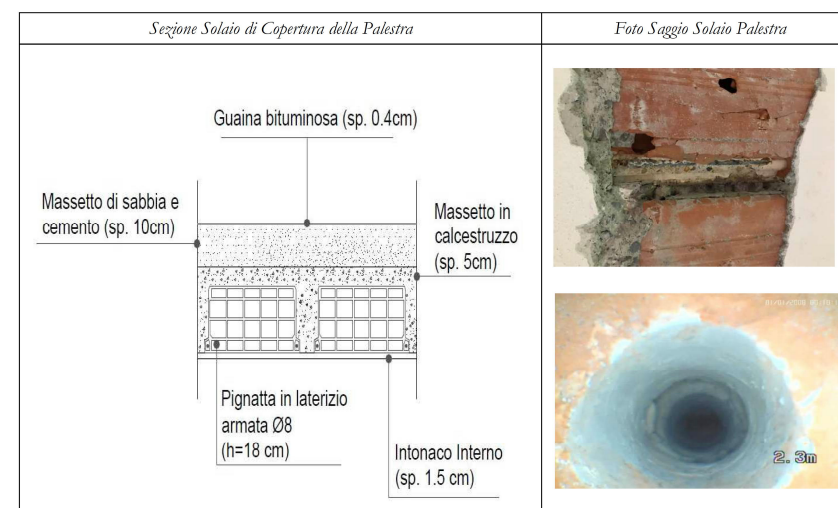 Sezione Solaio di Copertura della Palestra
Foto Saggio Solaio Palestra
Guaina bituminosa (sp. 0.4cm)
Massetto di sabbia e
cemento (sp. 10cm)
Massetto in
calcestruzzo
(sp. 5cm)
Pignatta in laterizio
armata Ø8
(h=18 cm)
Intonaco Interno
(sp. 1.5 cm)
2.3m